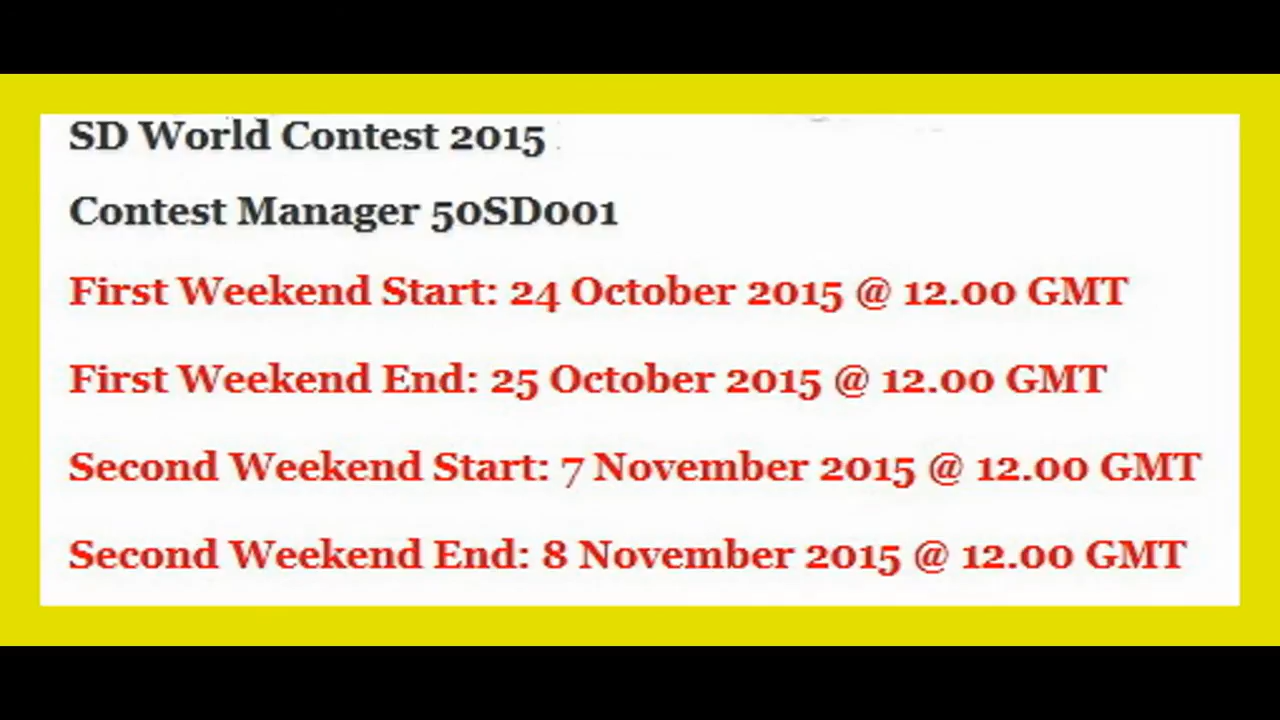 SD World Contest 2015
Contest Manager 50SD001
First Weekend Start: 24 October 2015 @ 12.00 GMT
First Weekend End: 25 October 2015 @ 12.00 GMT
Second Weekend Start: 7 November 2015 @ 12.00 GMT
Second Weekend End: 8 November 2015 @ 12.00 GMT